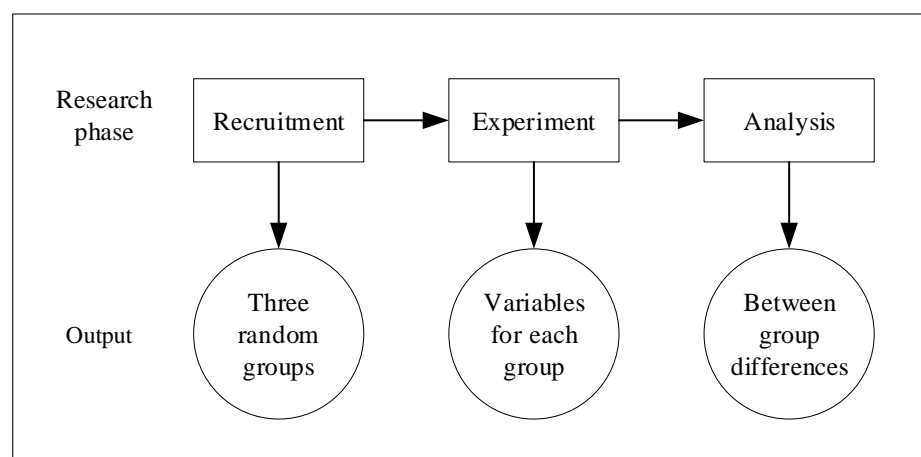 Research
phase
Recruitment
Experiment
Analysis
Output
Three
random
groups
Variables
for each
group
Between
group
differences